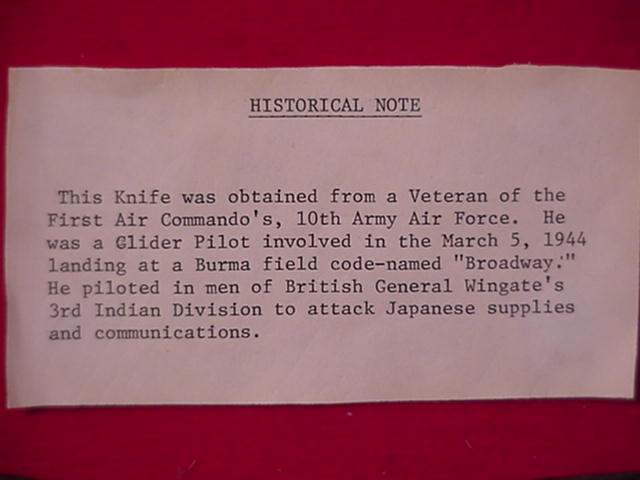 HISTORICAL NOTE
This Knife was obtained from a Veteran of the
First Air Commando's, 10th Army Air Force.  He
was a Glider Pilot involved in the March 5, 1944
landing at a Burma field code-named "Broadway."
He piloted in men of British General Wingate's
3rd Indian Division to attack Japanese supplies
and communications.